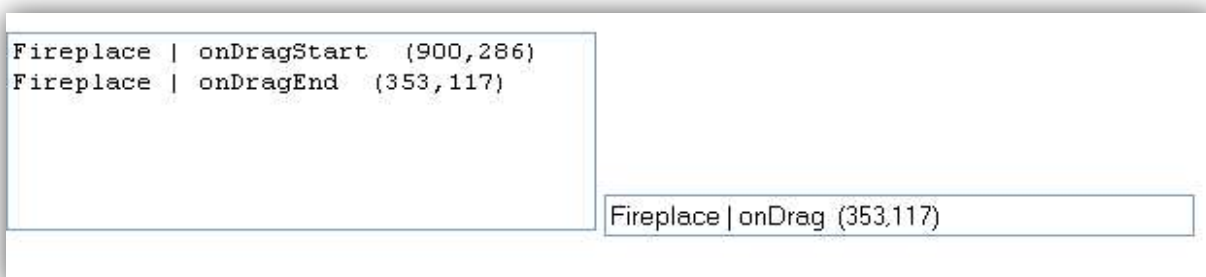 Fireplace | onDragStart  (900,286)
Fireplace | onDragEnd  (353,117)
Fireplace | onDrag (353,117)